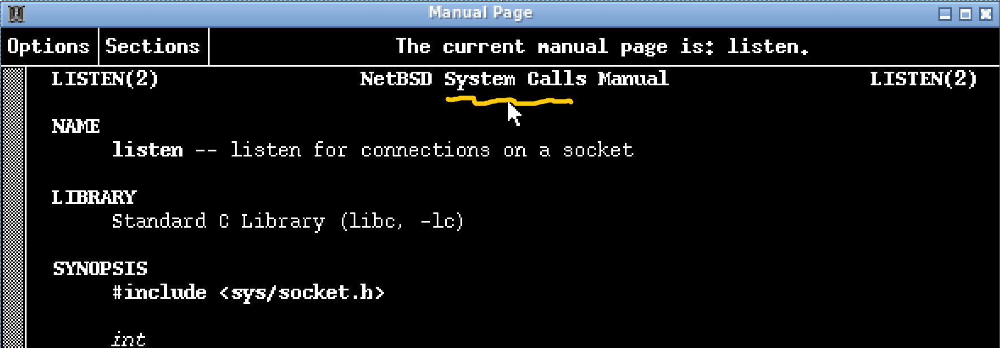 Manual Page
Options Sections The current manual page is: listen.
LISTEN(2) NetBSD System Calls Manual LISTEN(2)
NAME
listen -- listen for connections on a socket
LIBRARY
Standard C Library (libc, -lc)
SYNOPSIS
#include <sys/socket.h>
int